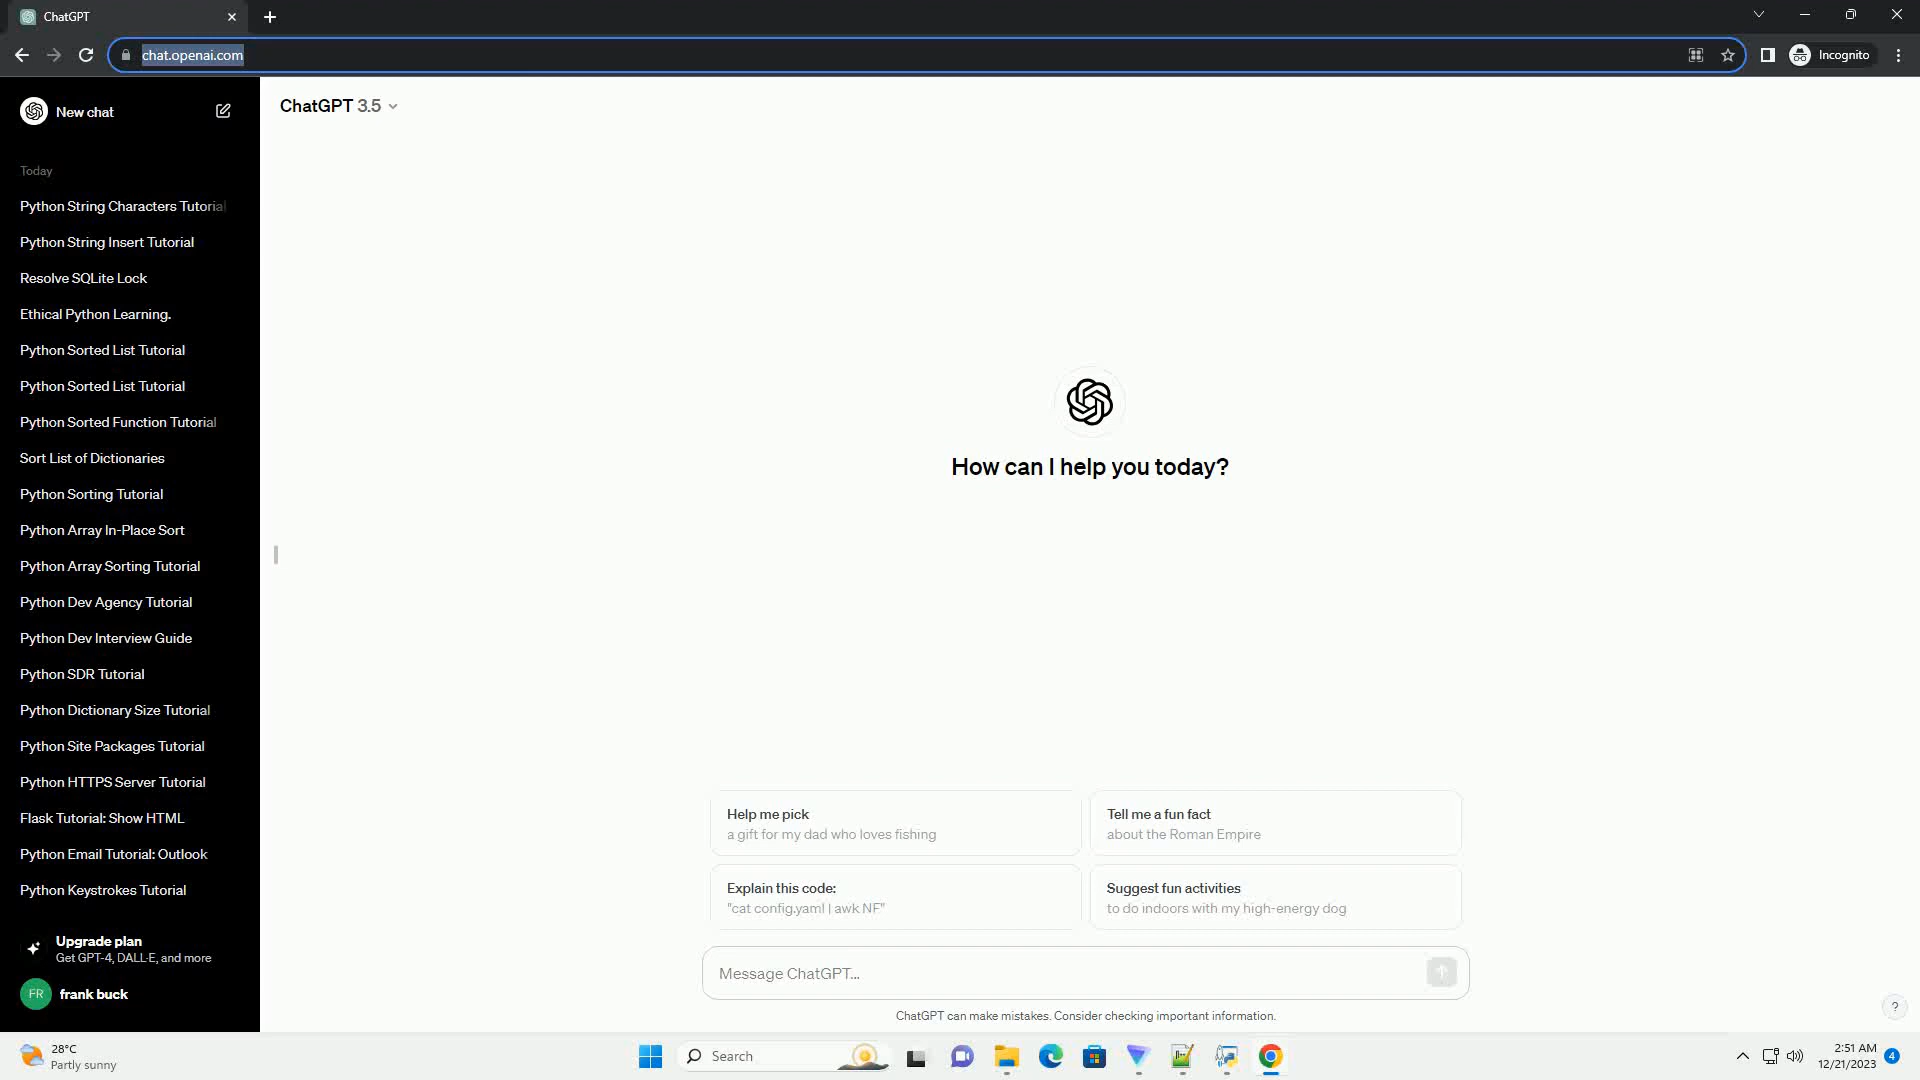 ChatGPT
chat.openai.com
Incognito
New chat
ChatGPT 3.5
Today
Python String Characters Tutorial
Python String Insert Tutorial
Resolve SQLite Lock
Ethical Python Learning.
Python Sorted List Tutorial
Python Sorted List Tutorial
Python Sorted Function Tutorial
Sort List of Dictionaries
Python Sorting Tutorial
Python Array In-Place Sort
Python Array Sorting Tutorial
Python Dev Agency Tutorial
Python Dev Interview Guide
Python SDR Tutorial
Python Dictionary Size Tutorial
Python Site Packages Tutorial
Python HTTPS Server Tutorial
Flask Tutorial: Show HTML
Python Email Tutorial: Outlook
Python Keystrokes Tutorial
Upgrade plan
Get GPT-4, DALL·E, and more
FR frank buck
How can I help you today?
Help me pick
a gift for my dad who loves fishing
Tell me a fun fact
about the Roman Empire
Explain this code:
"cat config.yaml | awk NF"
Suggest fun activities
to do indoors with my high-energy dog
Message ChatGPT...
ChatGPT can make mistakes. Consider checking important information.
?
28°C
Partly sunny
Search
2:51 AM
12/21/2023
4